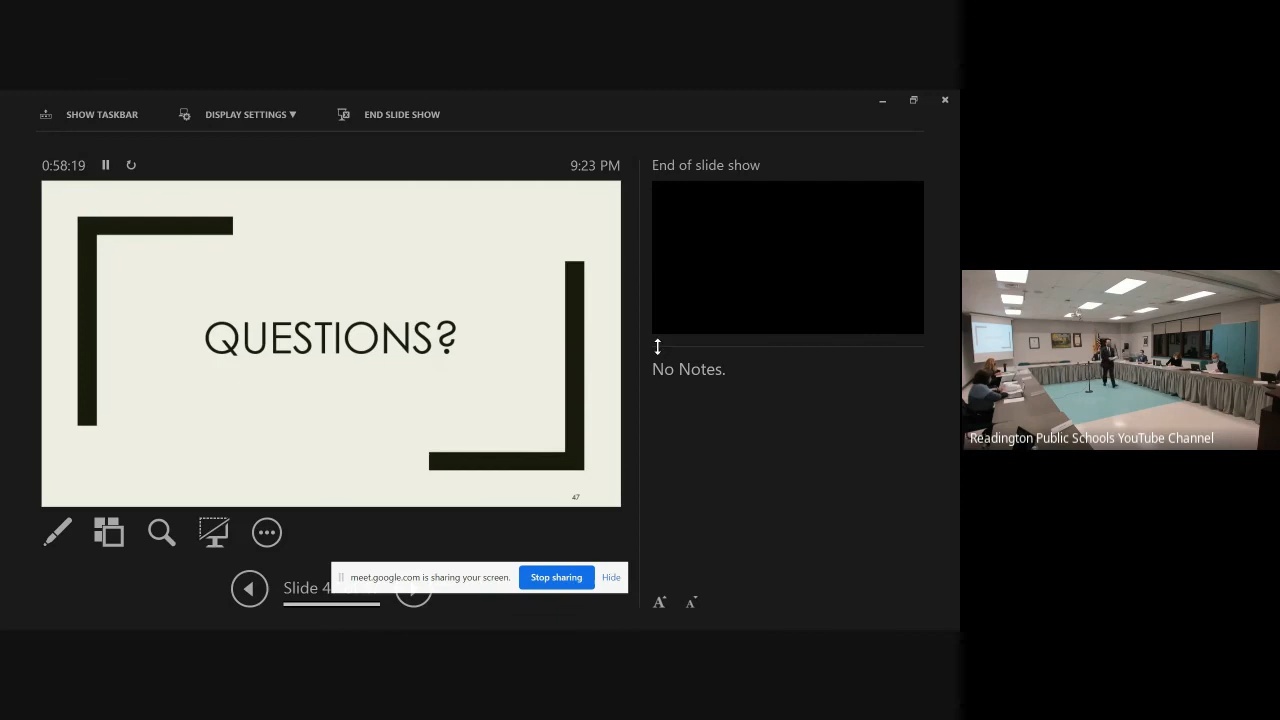 SHOW TASKBAR
DISPLAY SETTINGS ▼
END SLIDE SHOW
0:58:19
9:23 PM
End of slide show
QUESTIONS?
47
No Notes.
Readington Public Schools YouTube Channel
meet.google.com is sharing your screen.
Stop sharing
Hide
Slide 4
A
A